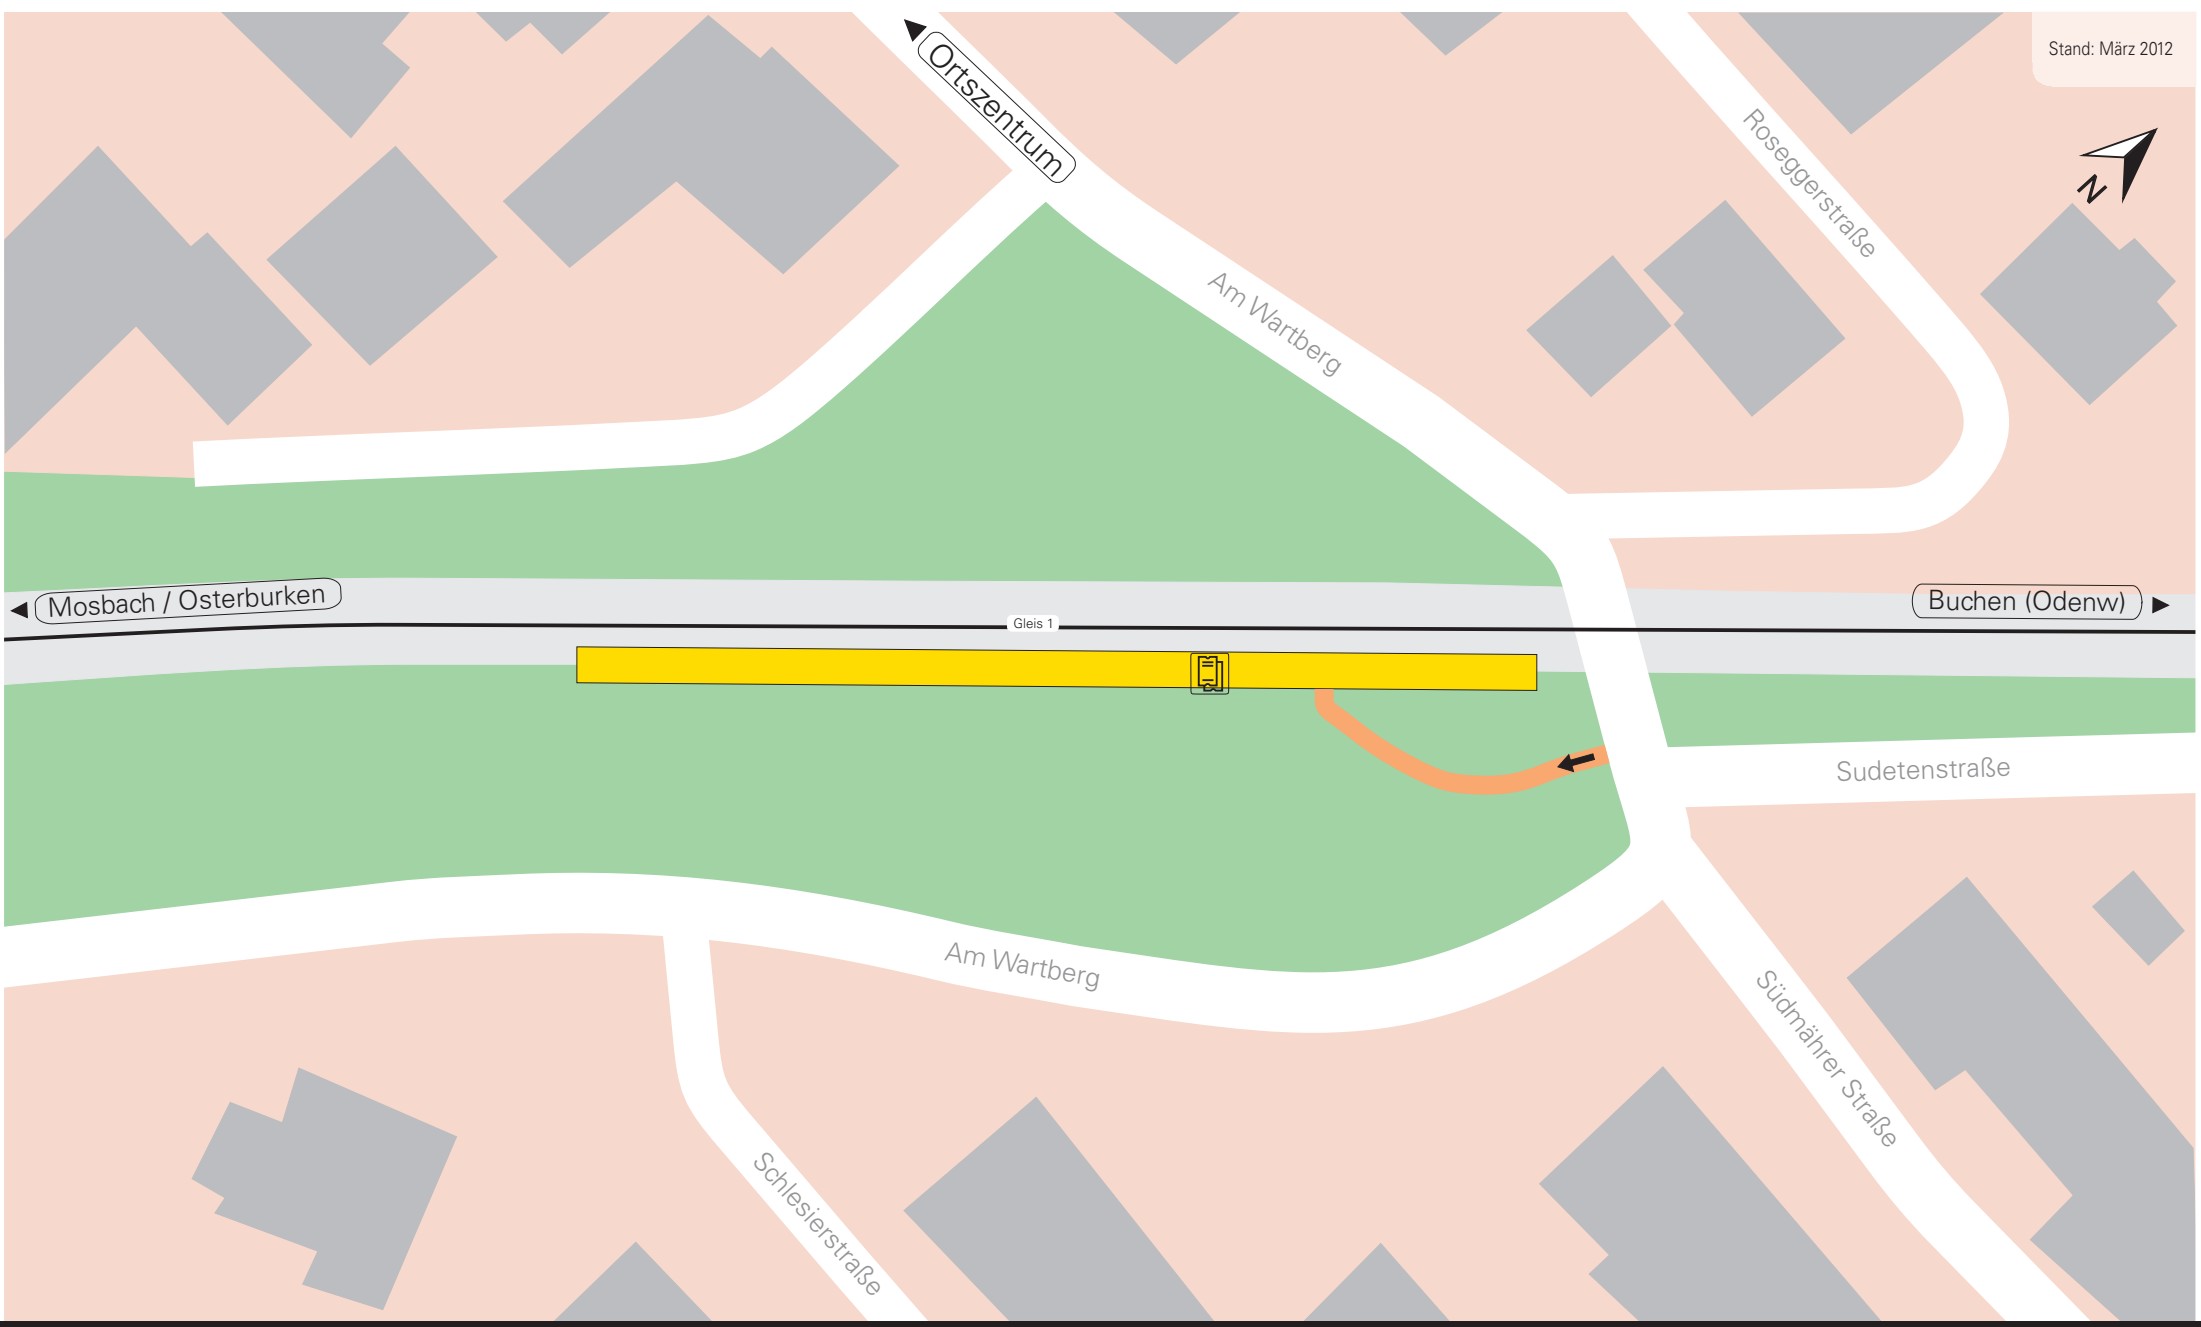 Stand: März 2012
Ortszentrum
Roseggerstraße
N
Am Wartberg
Mosbach / Osterburken
Buchen (Odenw)
Gleis 1
Sudetenstraße
Am Wartberg
Südmährer Straße
Schlesierstraße